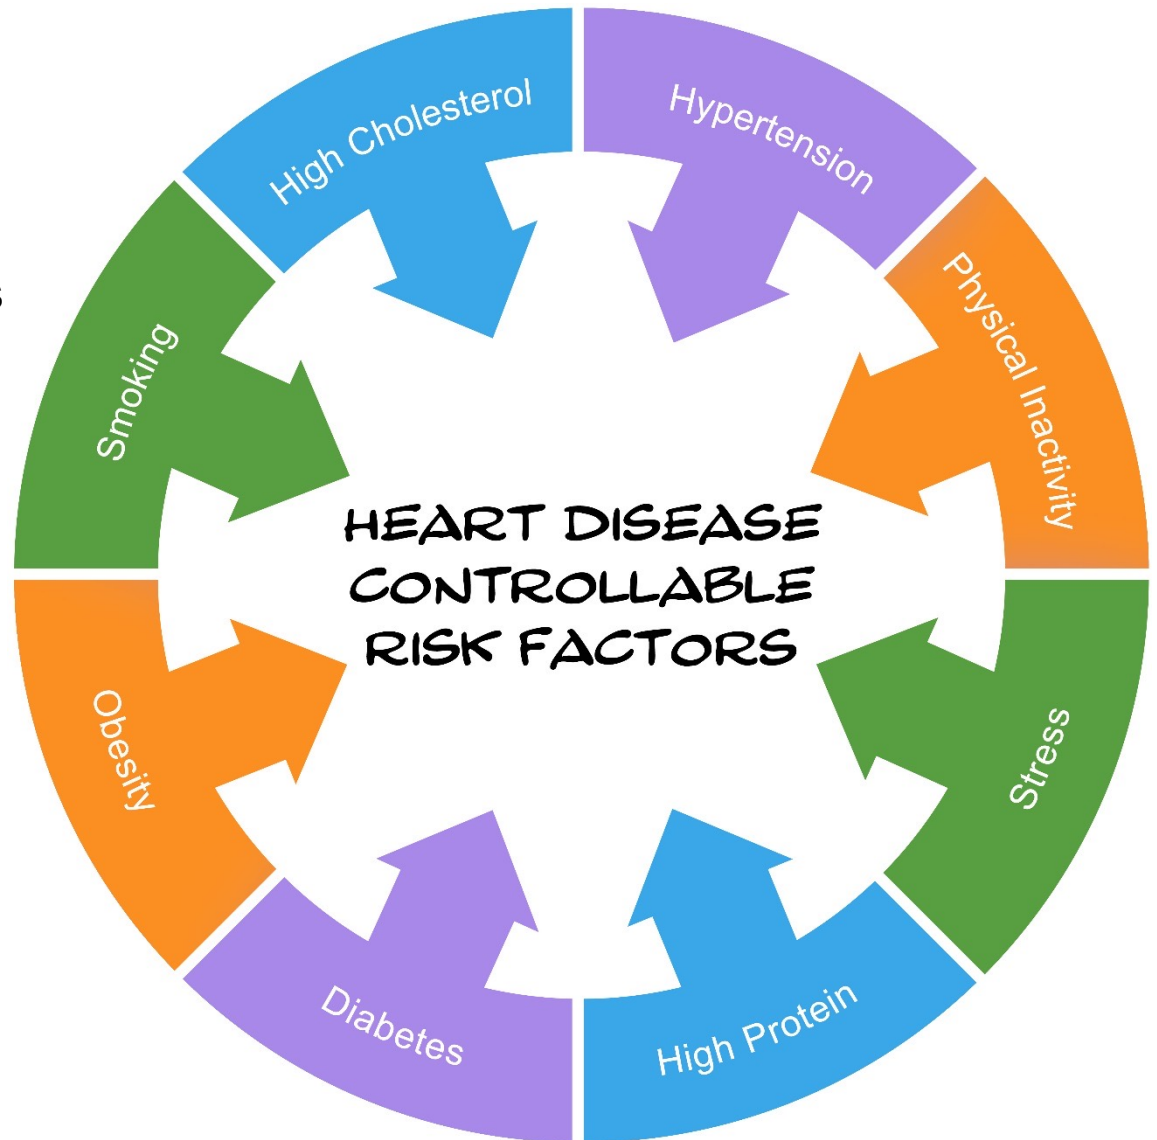 High Cholesterol
Hypertension
Physical Inactivity
Stress
High Protein
Diabetes
Obesity
Smoking
HEART DISEASE
CONTROLLABLE
RISK FACTORS